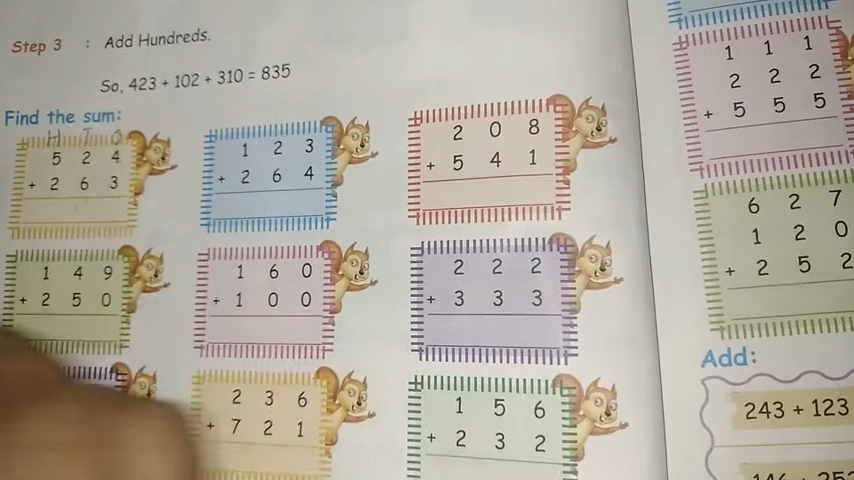 Step 3 : Add Hundreds.
So, 423 + 102 + 310 = 835
Find the sum:
H T O
5 2 4
+ 2 6 3
1 2 3
+ 2 6 4
2 0 8
+ 5 4 1
1 4 9
+ 2 5 0
1 6 0
+ 1 0 0
2 2 2
+ 3 3 3
2 3 6
+ 7 2 1
1 5 6
+ 2 3 2
1 1 1
2 2 2
+ 5 5 5
6 2 7
1 2 0
+ 2 5 2
Add:
243 + 123